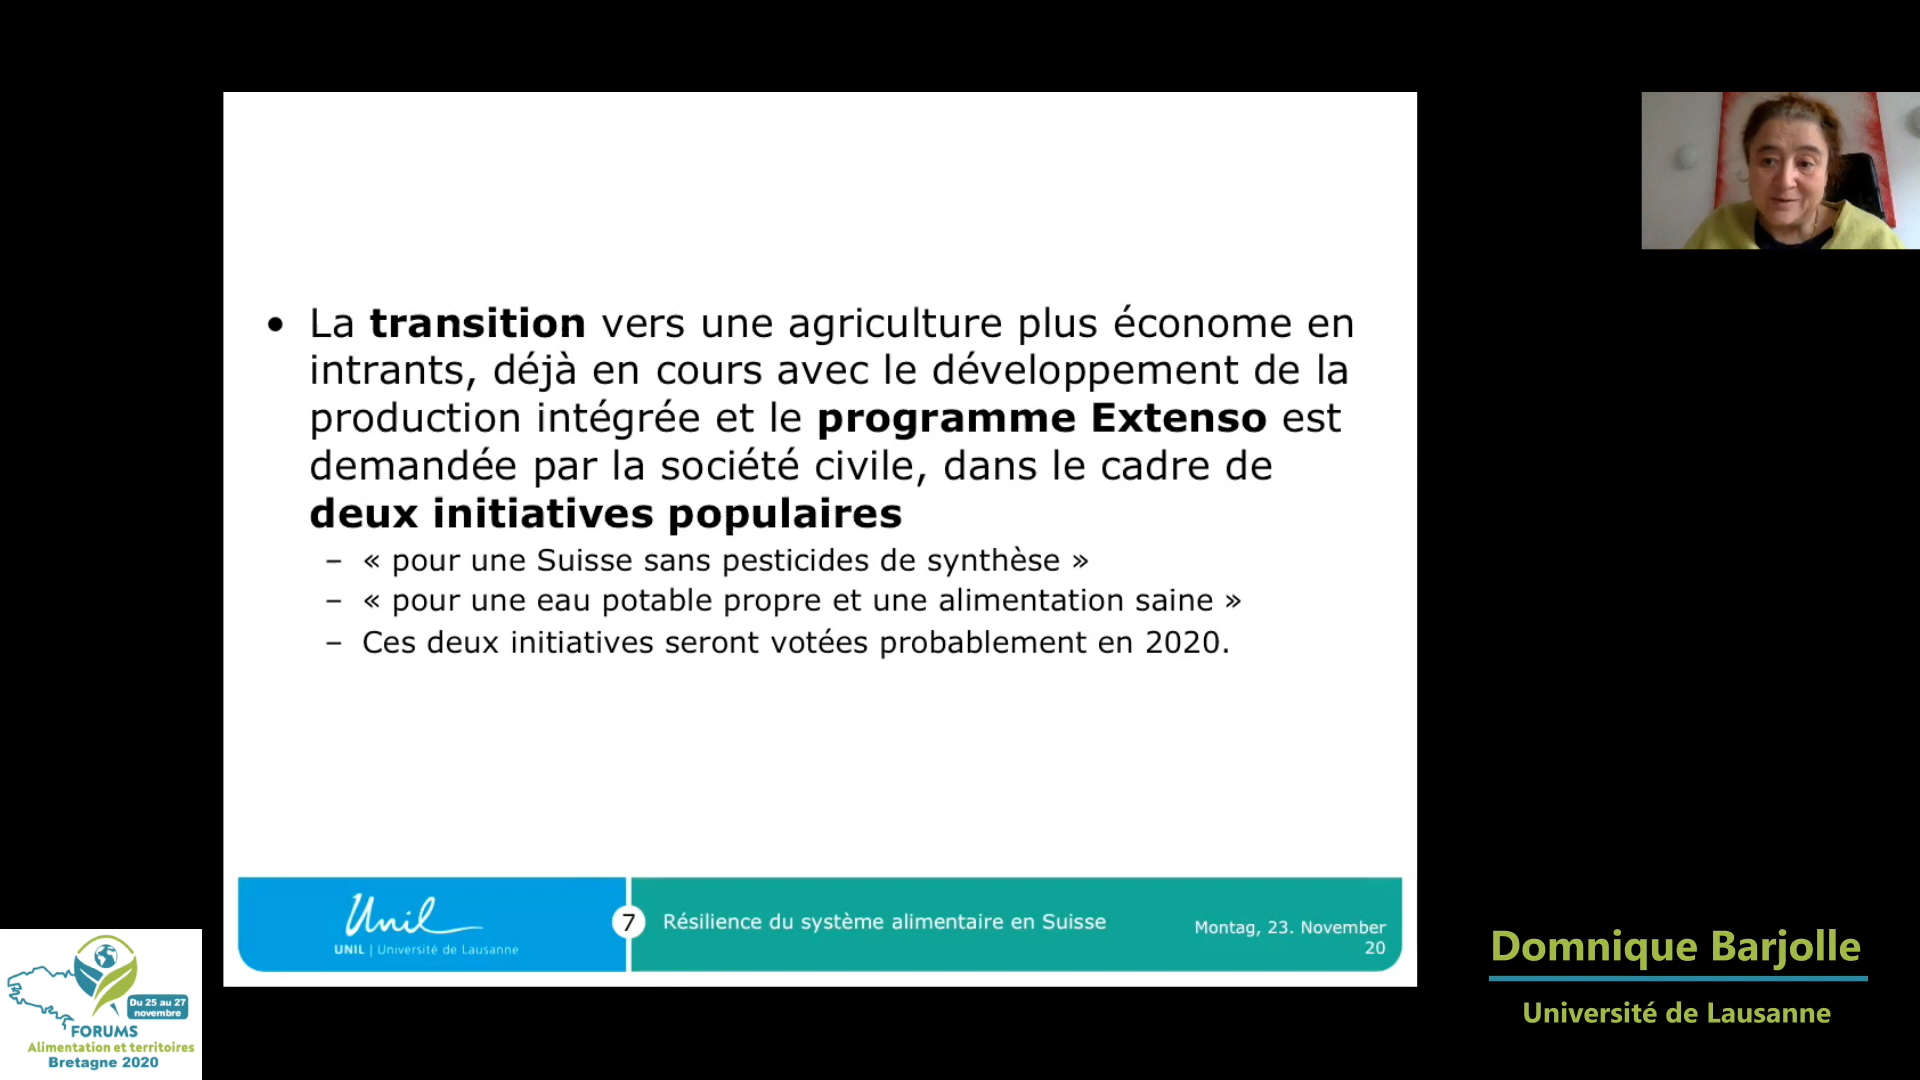 • La transition vers une agriculture plus économe en
intrants, déjà en cours avec le développement de la
production intégrée et le programme Extenso est
demandée par la société civile, dans le cadre de
deux initiatives populaires
– « pour une Suisse sans pesticides de synthèse »
– « pour une eau potable propre et une alimentation saine »
– Ces deux initiatives seront votées probablement en 2020.
Unil
UNIL | Université de Lausanne
7
Résilience du système alimentaire en Suisse
Montag, 23. November
20
Du 25 au 27
novembre
FORUMS
Alimentation et territoires
Bretagne 2020
Domnique Barjolle
Université de Lausanne